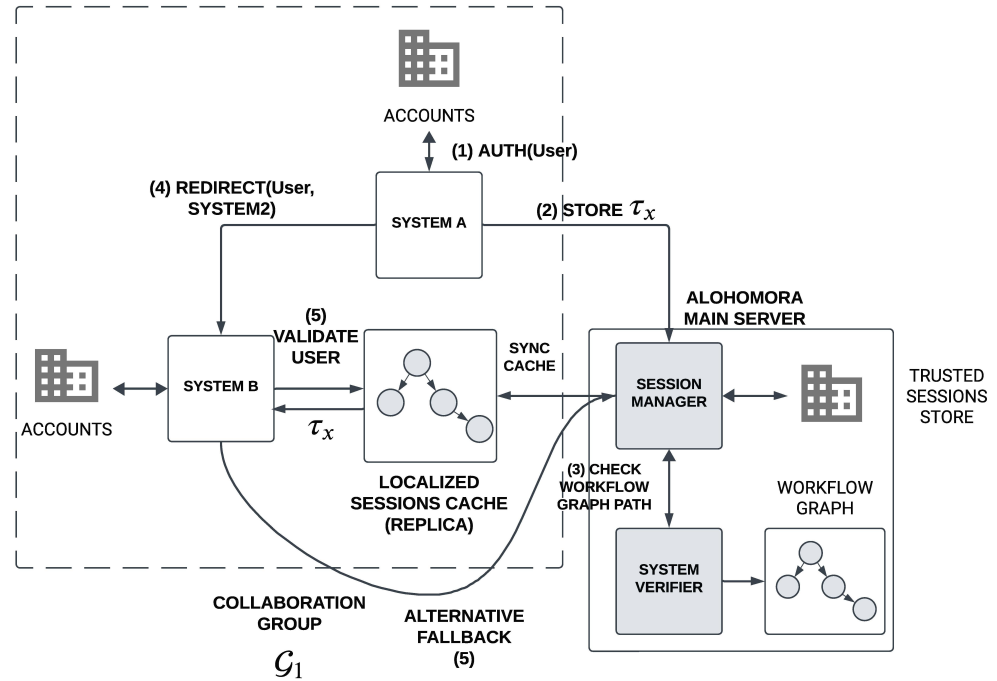 ACCOUNTS
(1) AUTH(User)
(4) REDIRECT(User,
SYSTEM2)
SYSTEM A
(2) STORE τx
ALOHOMORA
MAIN SERVER
(5)
VALIDATE
USER
SYNC
CACHE
SYSTEM B
SESSION
MANAGER
TRUSTED
SESSIONS
STORE
ACCOUNTS
τx
LOCALIZED
SESSIONS CACHE
(REPLICA)
(3) CHECK
WORKFLOW
GRAPH PATH
WORKFLOW
GRAPH
SYSTEM
VERIFIER
COLLABORATION
GROUP
𝒢1
ALTERNATIVE
FALLBACK
(5)